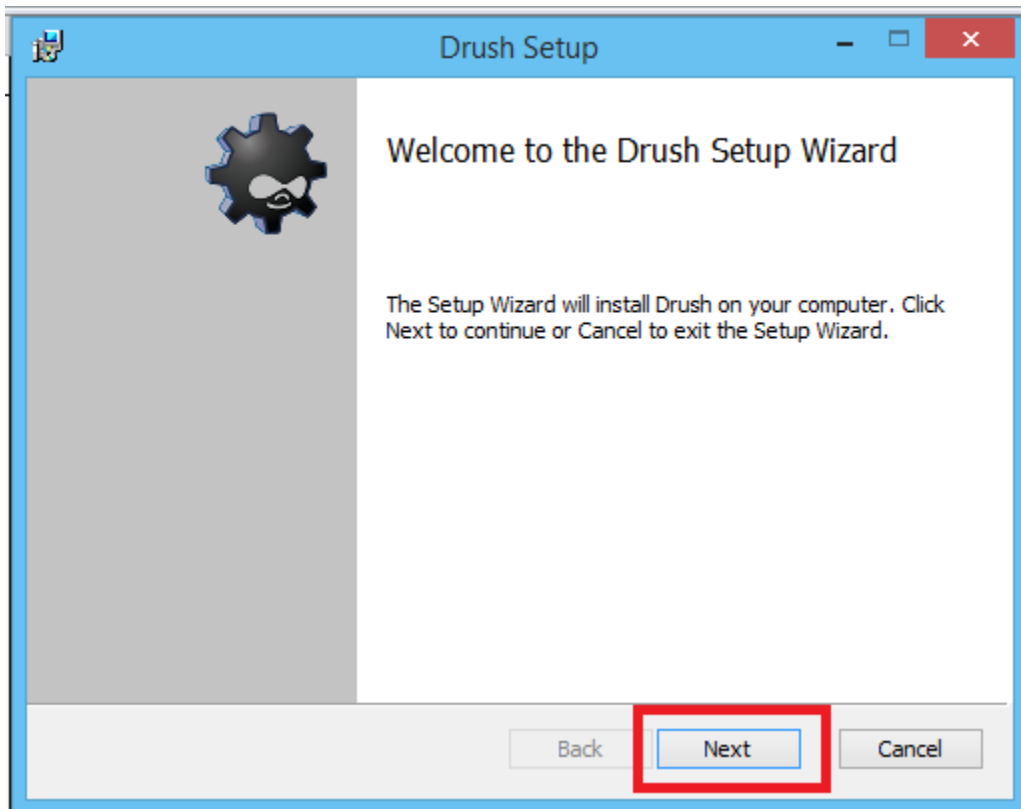 Drush Setup
Welcome to the Drush Setup Wizard
The Setup Wizard will install Drush on your computer. Click
Next to continue or Cancel to exit the Setup Wizard.
Back
Next
Cancel